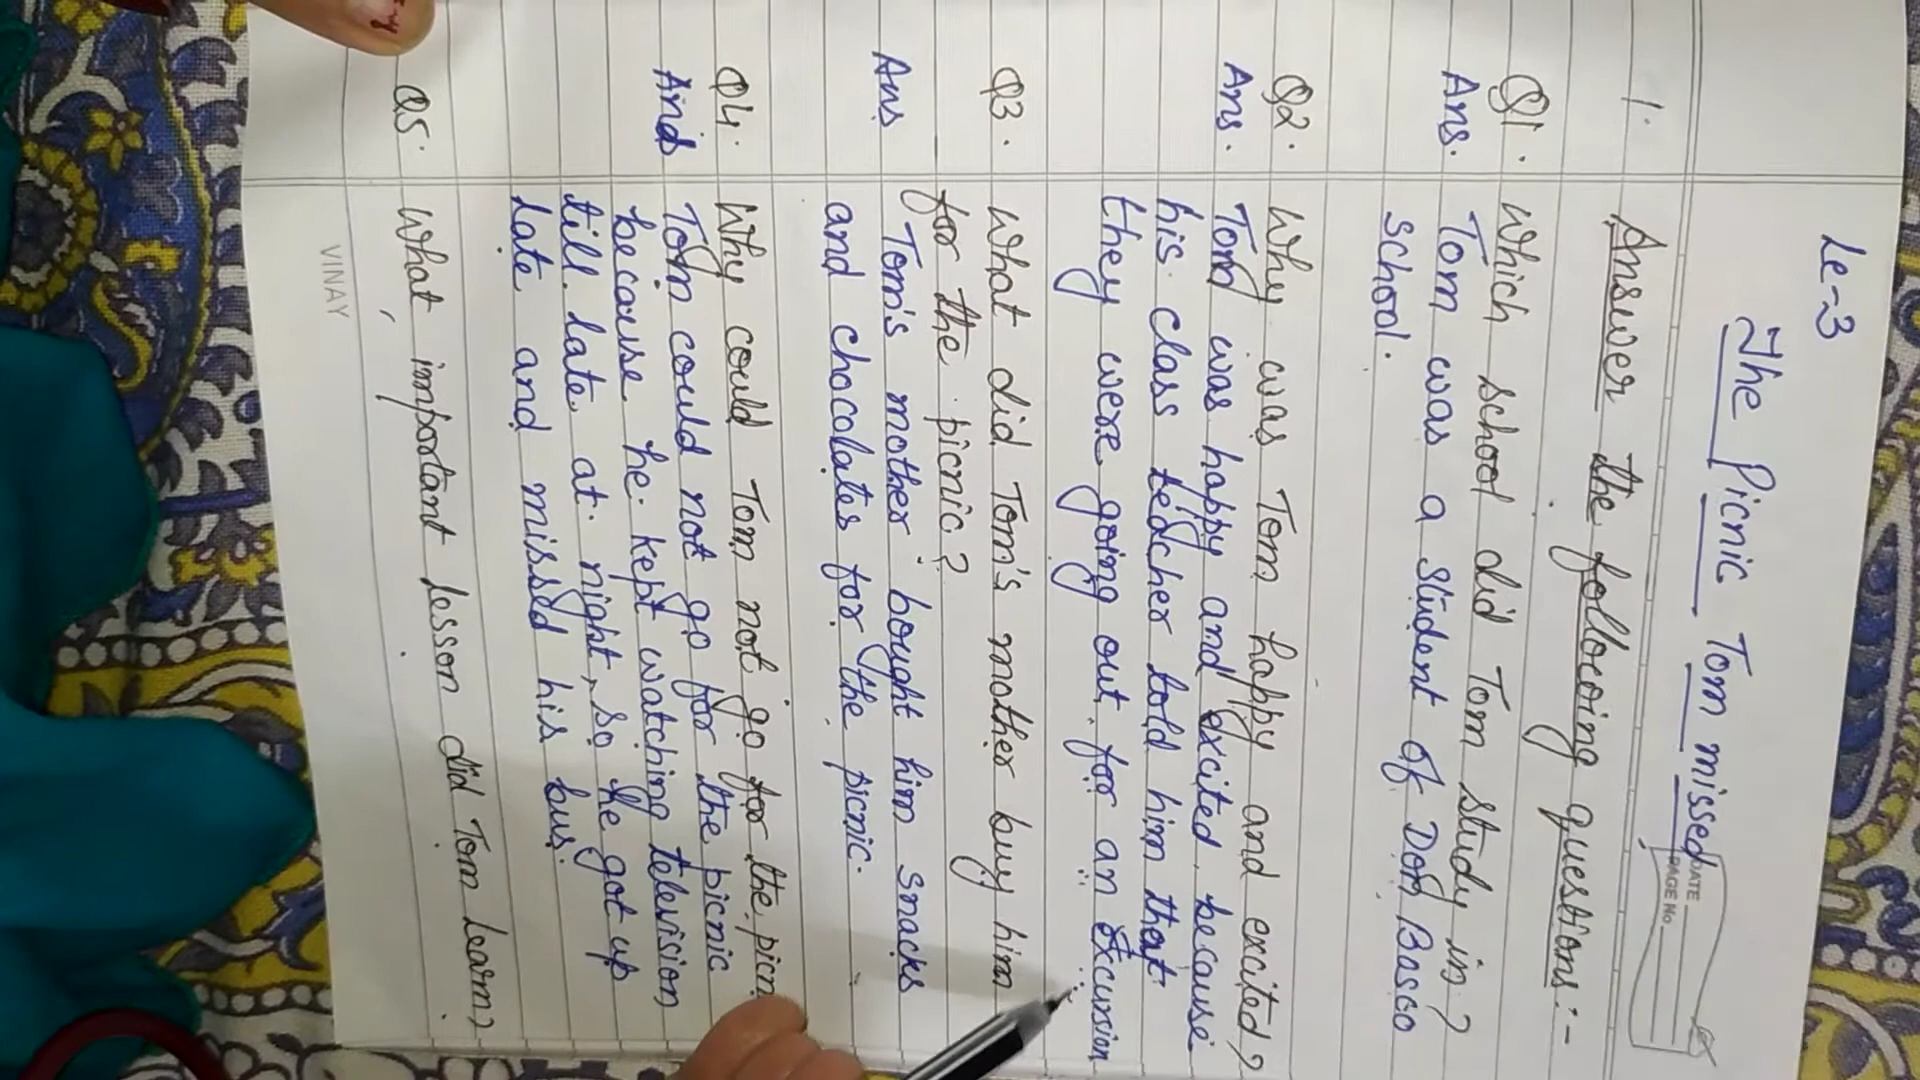 Le-3
The Picnic Tom missed
DATE
PAGE No.
1. Answer the following questions:-
Q1. Which school did Tom study in?
Ans. Tom was a student of Don Bosco
school.
Q2. Why was Tom happy and excited?
Ans. Tom was happy and excited because
his class teacher told him that
they were going out for an excursion
Q3. What did Tom's mother buy him
for the picnic?
Ans Tom's mother bought him snacks
and chocolates for the picnic.
Q4. Why could Tom not go for the picn
Ans Tom could not go for the picnic
because he kept watching television
till late at night, so he got up
late and missd his bus.
Q5. What important lesson did Tom learn?
VINAY